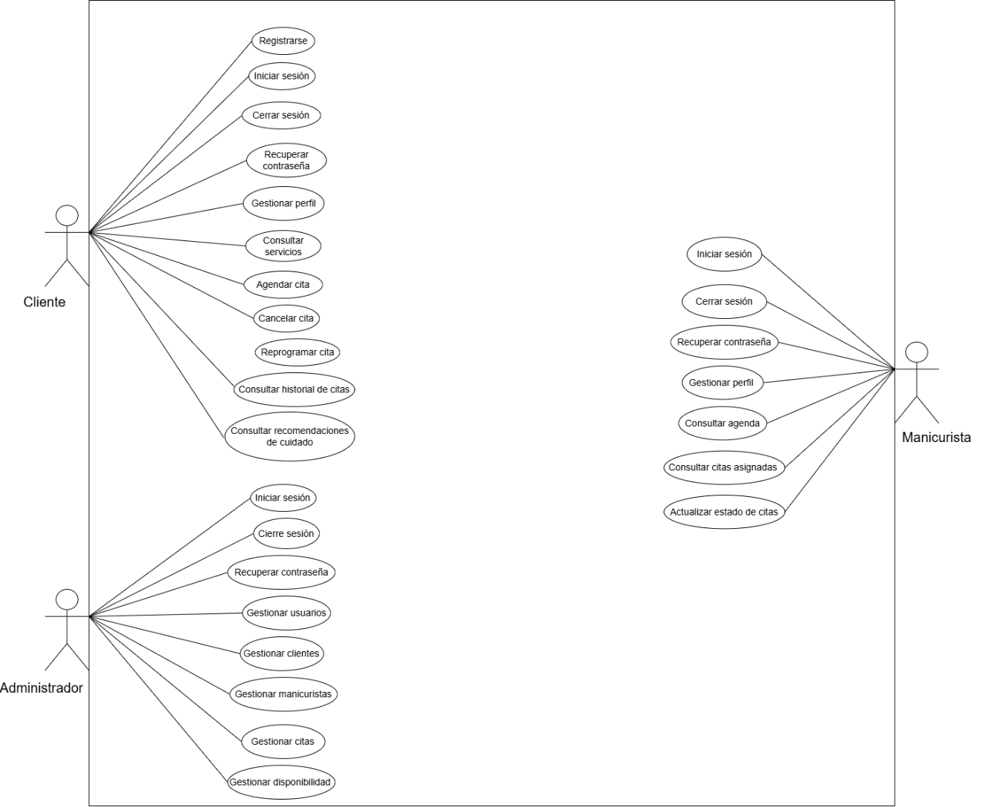 Registrarse
Iniciar sesión
Cerrar sesión
Recuperar
contraseña
Gestionar perfil
Consultar
servicios
Agendar cita
Cancelar cita
Reprogramar cita
Consultar historial de citas
Consultar recomendaciones
de cuidado
Cliente
Iniciar sesión
Cierre sesiòn
Recuperar contraseña
Gestionar usuarios
Gestionar clientes
Gestionar manicuristas
Gestionar citas
Gestionar disponibilidad
Administrador
Iniciar sesión
Cerrar sesión
Recuperar contraseña
Gestionar perfil
Consultar agenda
Consultar citas asignadas
Actualizar estado de citas
Manicurista